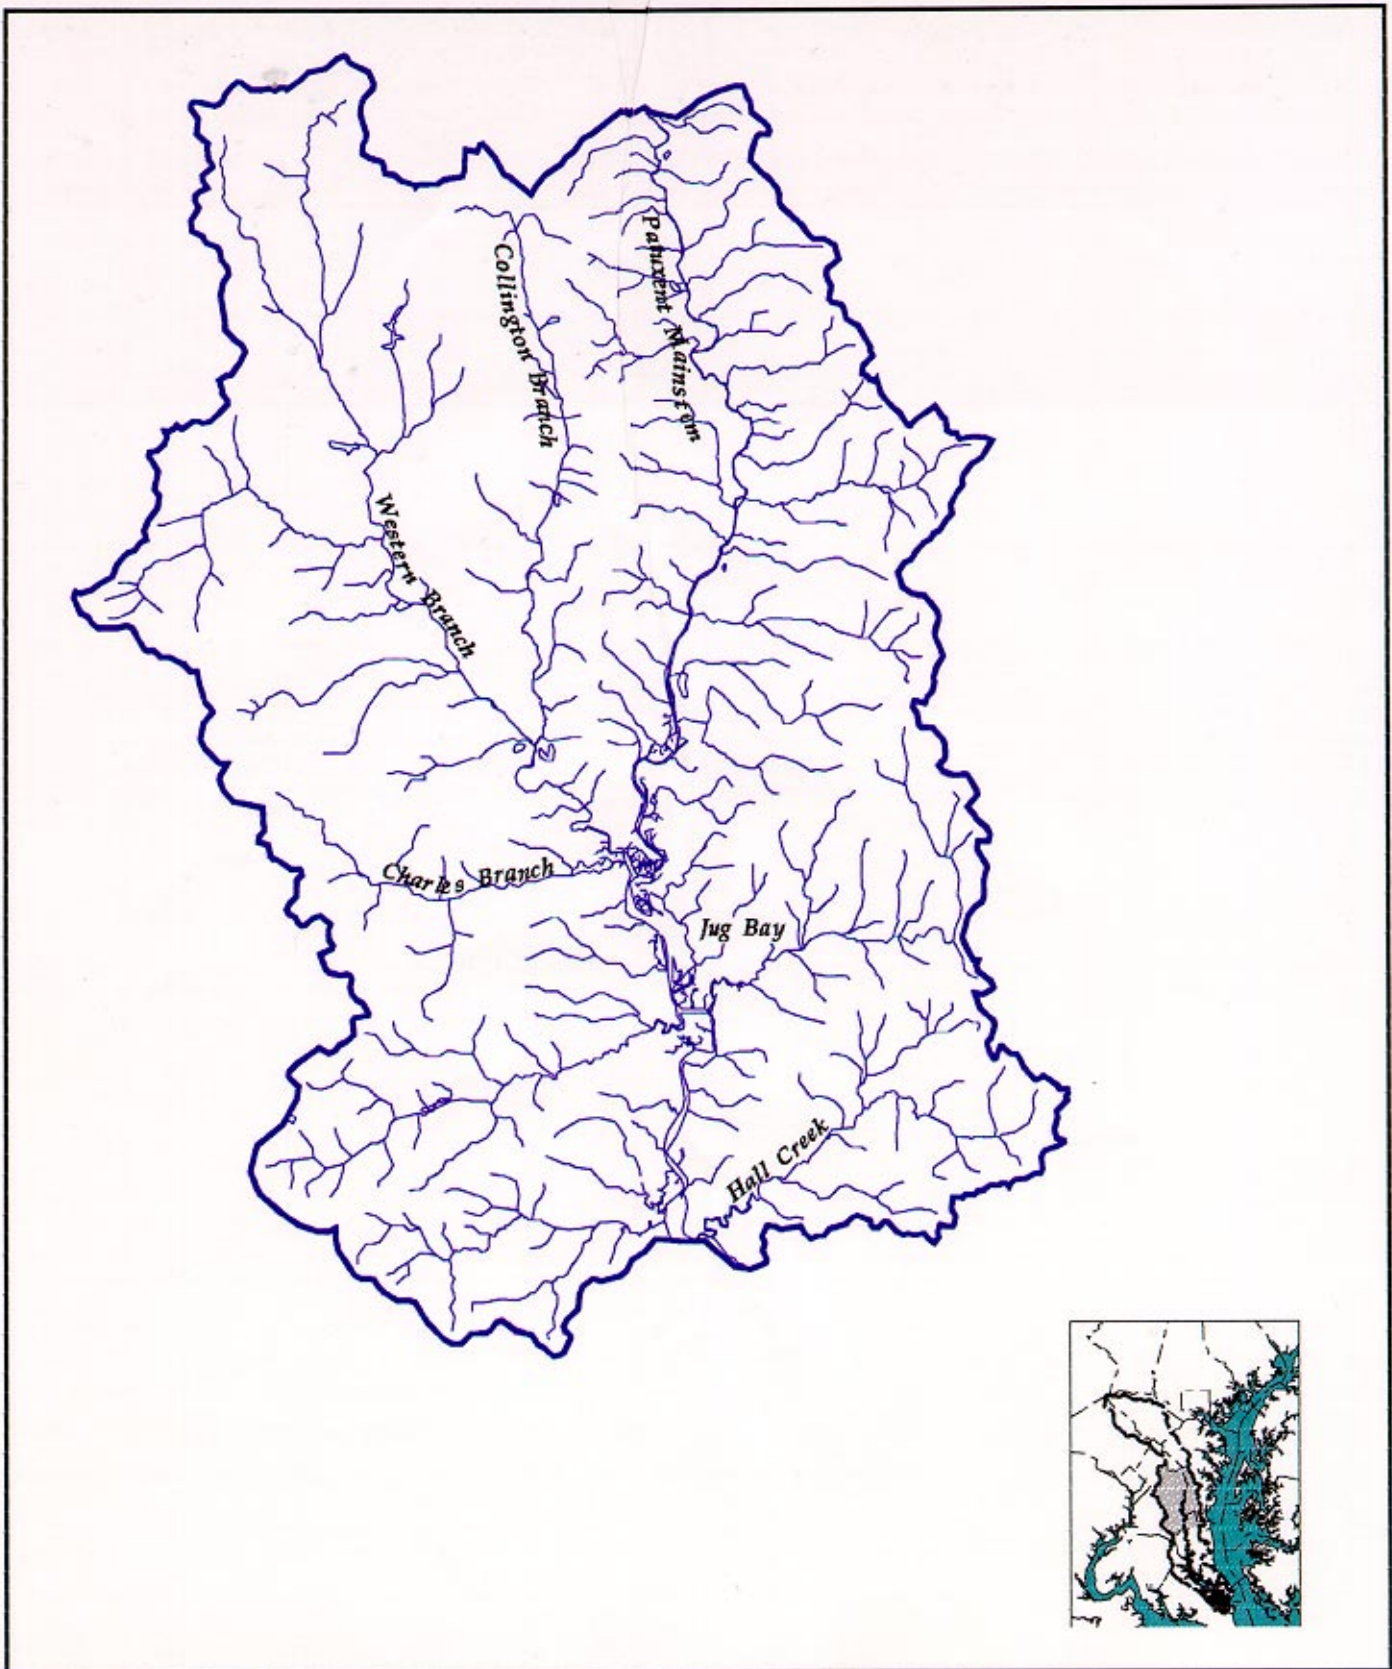 Patuxent Mainstem
Collington Branch
Western Branch
Charles Branch
Jug Bay
Hall Creek